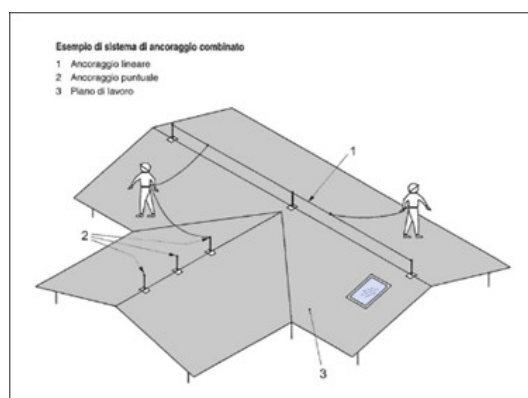 Esempio di sistema di ancoraggio combinato
1 Ancoraggio lineare
2 Ancoraggio puntuale
3 Piano di lavoro
1
2
3